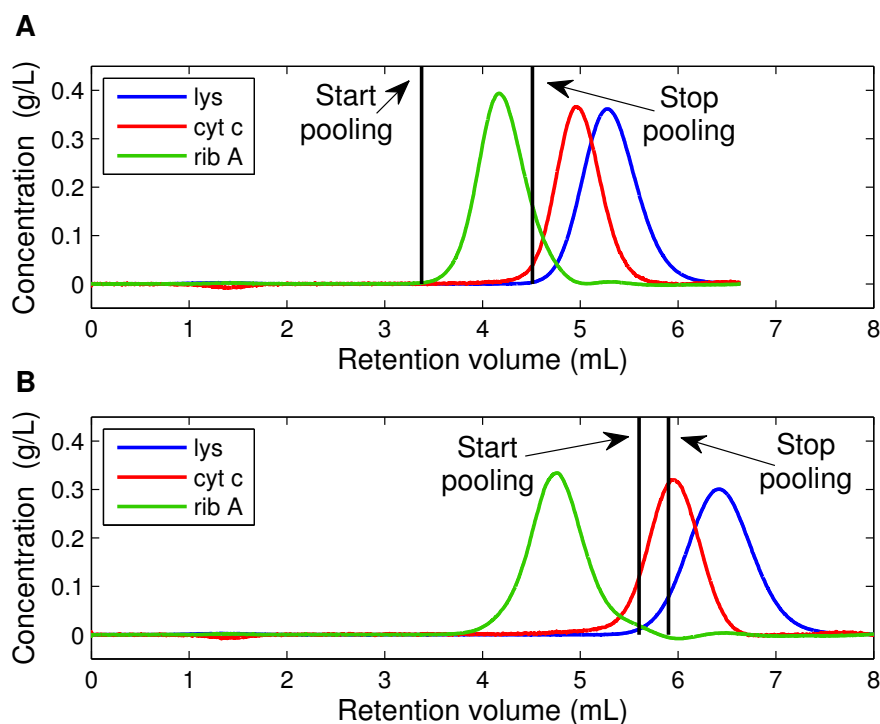 A
Concentration (g/L)
0.4
0.3
0.2
0.1
0
lys
cyt c
rib A
Start
pooling
Stop
pooling
0 1 2 3 4 5 6 7 8
Retention volume (mL)
B
Concentration (g/L)
0.4
0.3
0.2
0.1
0
lys
cyt c
rib A
Start
pooling
Stop
pooling
0 1 2 3 4 5 6 7 8
Retention volume (mL)